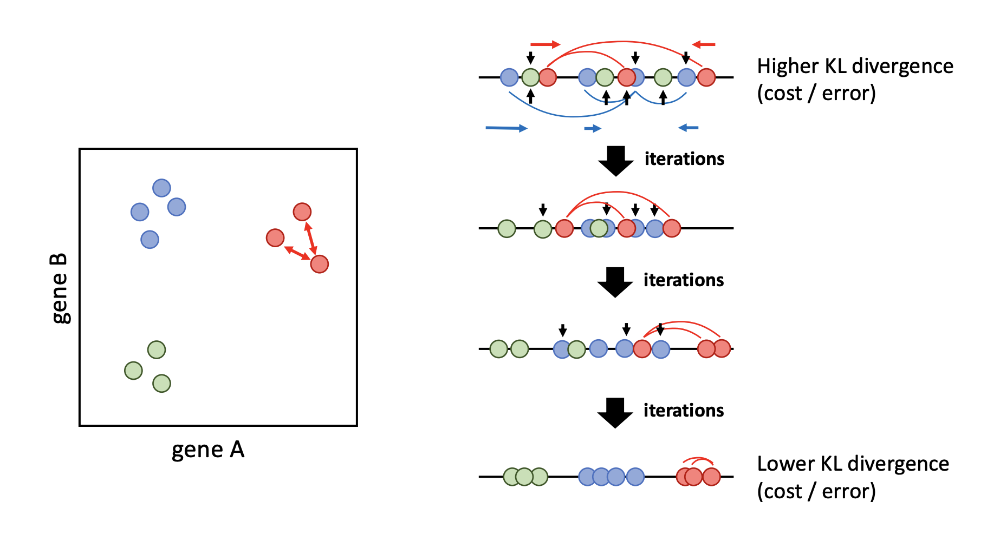 gene B
gene A
Higher KL divergence
(cost / error)
iterations
iterations
iterations
Lower KL divergence
(cost / error)